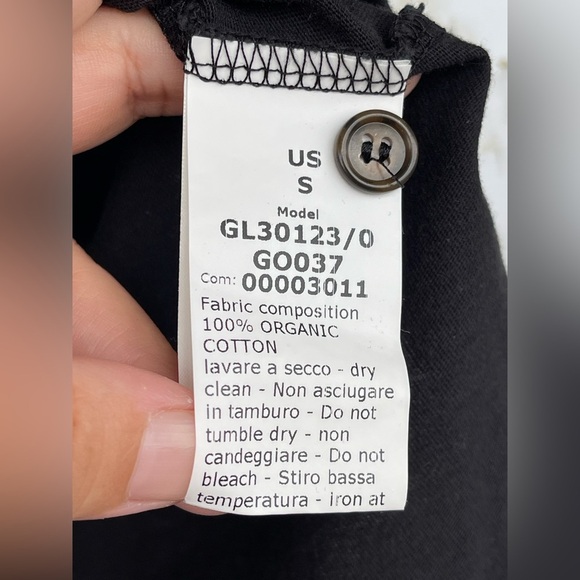 US
S
Model
GL30123/0
GO037
Com: 00003011
Fabric composition
100% ORGANIC
COTTON
lavare a secco - dry
clean - Non asciugare
in tamburo - Do not
tumble dry - non
candeggiare - Do not
bleach - Stiro bassa
temperatura - iron at